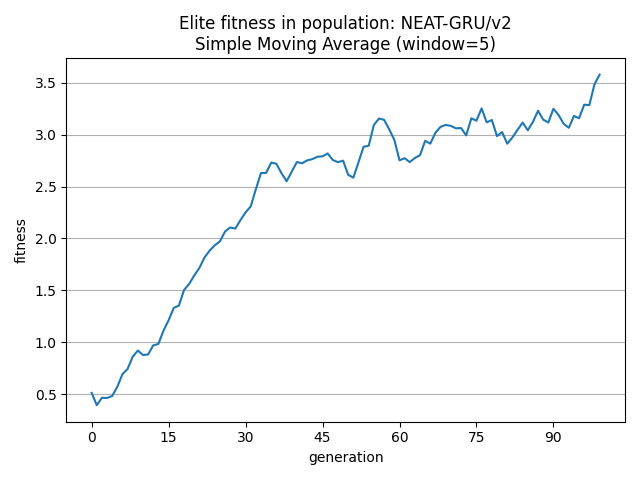 Elite fitness in population: NEAT-GRU/v2
Simple Moving Average (window=5)
fitness
3.5
3.0
2.5
2.0
1.5
1.0
0.5
0 15 30 45 60 75 90
generation